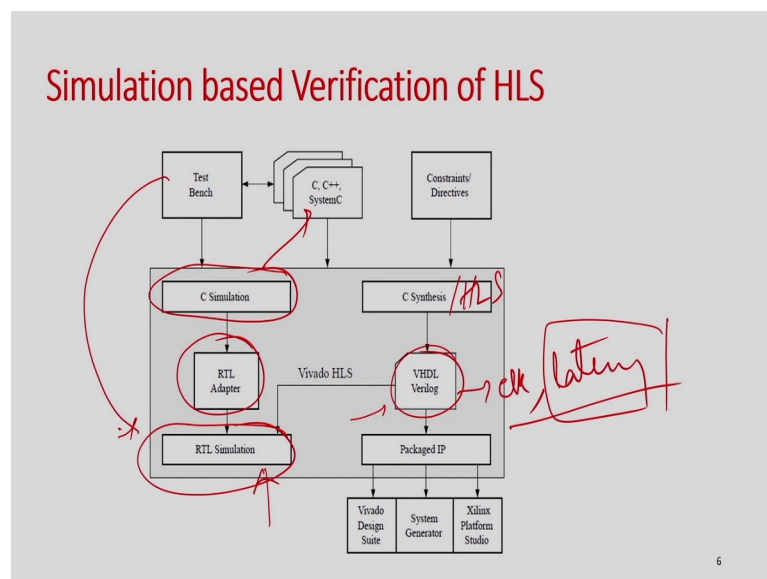 Simulation based Verification of HLS
Test
Bench
C, C++,
SystemC
Constraints/
Directives
C Simulation
C Synthesis /HLS
RTL
Adapter
Vivado HLS
VHDL
Verilog
clk, latency
RTL Simulation
Packaged IP
Vivado
Design
Suite
System
Generator
Xilinx
Platform
Studio
6